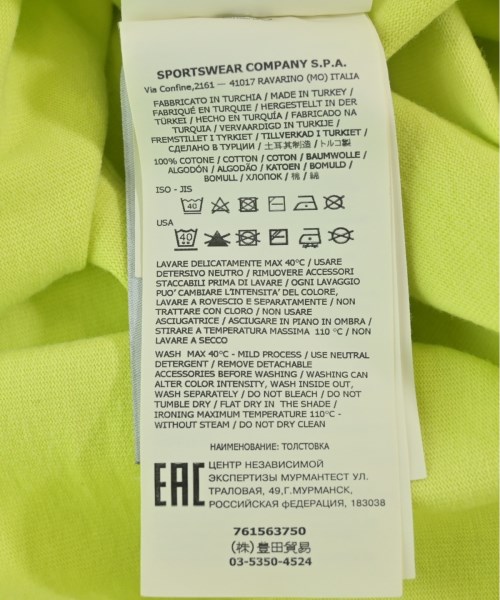 SPORTSWEAR COMPANY S.P.A.
Via Confine,2161 — 41017 RAVARINO (MO) ITALIA
FABBRICATO IN TURCHIA / MADE IN TURKEY/
FABRIQUÉ EN TURQUIE / HERGESTELLT IN DER
TÜRKEI / HECHO EN TURQUÍA / FABRICADO NA
TURQUIA / VERVAARDIGD IN TURKIJE /
FREMSTILLET I TYRKIET / TILLVERKAD I TURKIET /
СДЕЛАНО В ТУРЦИИ / 土耳其制造 / トルコ製
100% COTONE / COTTON / COTON / BAUMWOLLE /
ALGODÓN / ALGODÃO / KATOEN / BOMULD /
BOMULL / ХЛОПОК / 棉 / 綿
ISO - JIS
40
USA
40
LAVARE DELICATAMENTE MAX 40°C / USARE
DETERSIVO NEUTRO / RIMUOVERE ACCESSORI
STACCABILI PRIMA DI LAVARE / OGNI LAVAGGIO
PUO' CAMBIARE L'INTENSITA' DEL COLORE,
LAVARE A ROVESCIO E SEPARATAMENTE / NON
TRATTARE CON CLORO / NON USARE
ASCIUGATRICE / ASCIUGARE IN PIANO IN OMBRA /
STIRARE A TEMPERATURA MASSIMA 110 °C / NON
LAVARE A SECCO
WASH MAX 40°C - MILD PROCESS / USE NEUTRAL
DETERGENT / REMOVE DETACHABLE
ACCESSORIES BEFORE WASHING / WASHING CAN
ALTER COLOR INTENSITY, WASH INSIDE OUT,
WASH SEPARATELY / DO NOT BLEACH / DO NOT
TUMBLE DRY / FLAT DRY IN THE SHADE /
IRONING MAXIMUM TEMPERATURE 110°C -
WITHOUT STEAM / DO NOT DRY CLEAN
НАИМЕНОВАНИЕ: ТОЛСТОВКА
EAC
ЦЕНТР НЕЗАВИСИМОЙ
ЭКСПЕРТИЗЫ МУРМАНТЕСТ УЛ.
ТРАЛОВАЯ, 49,Г.МУРМАНСК,
РОССИЙСКАЯ фЕДЕРАЦИЯ, 183038
761563750
(株) 豊田貿易
03-5350-4524